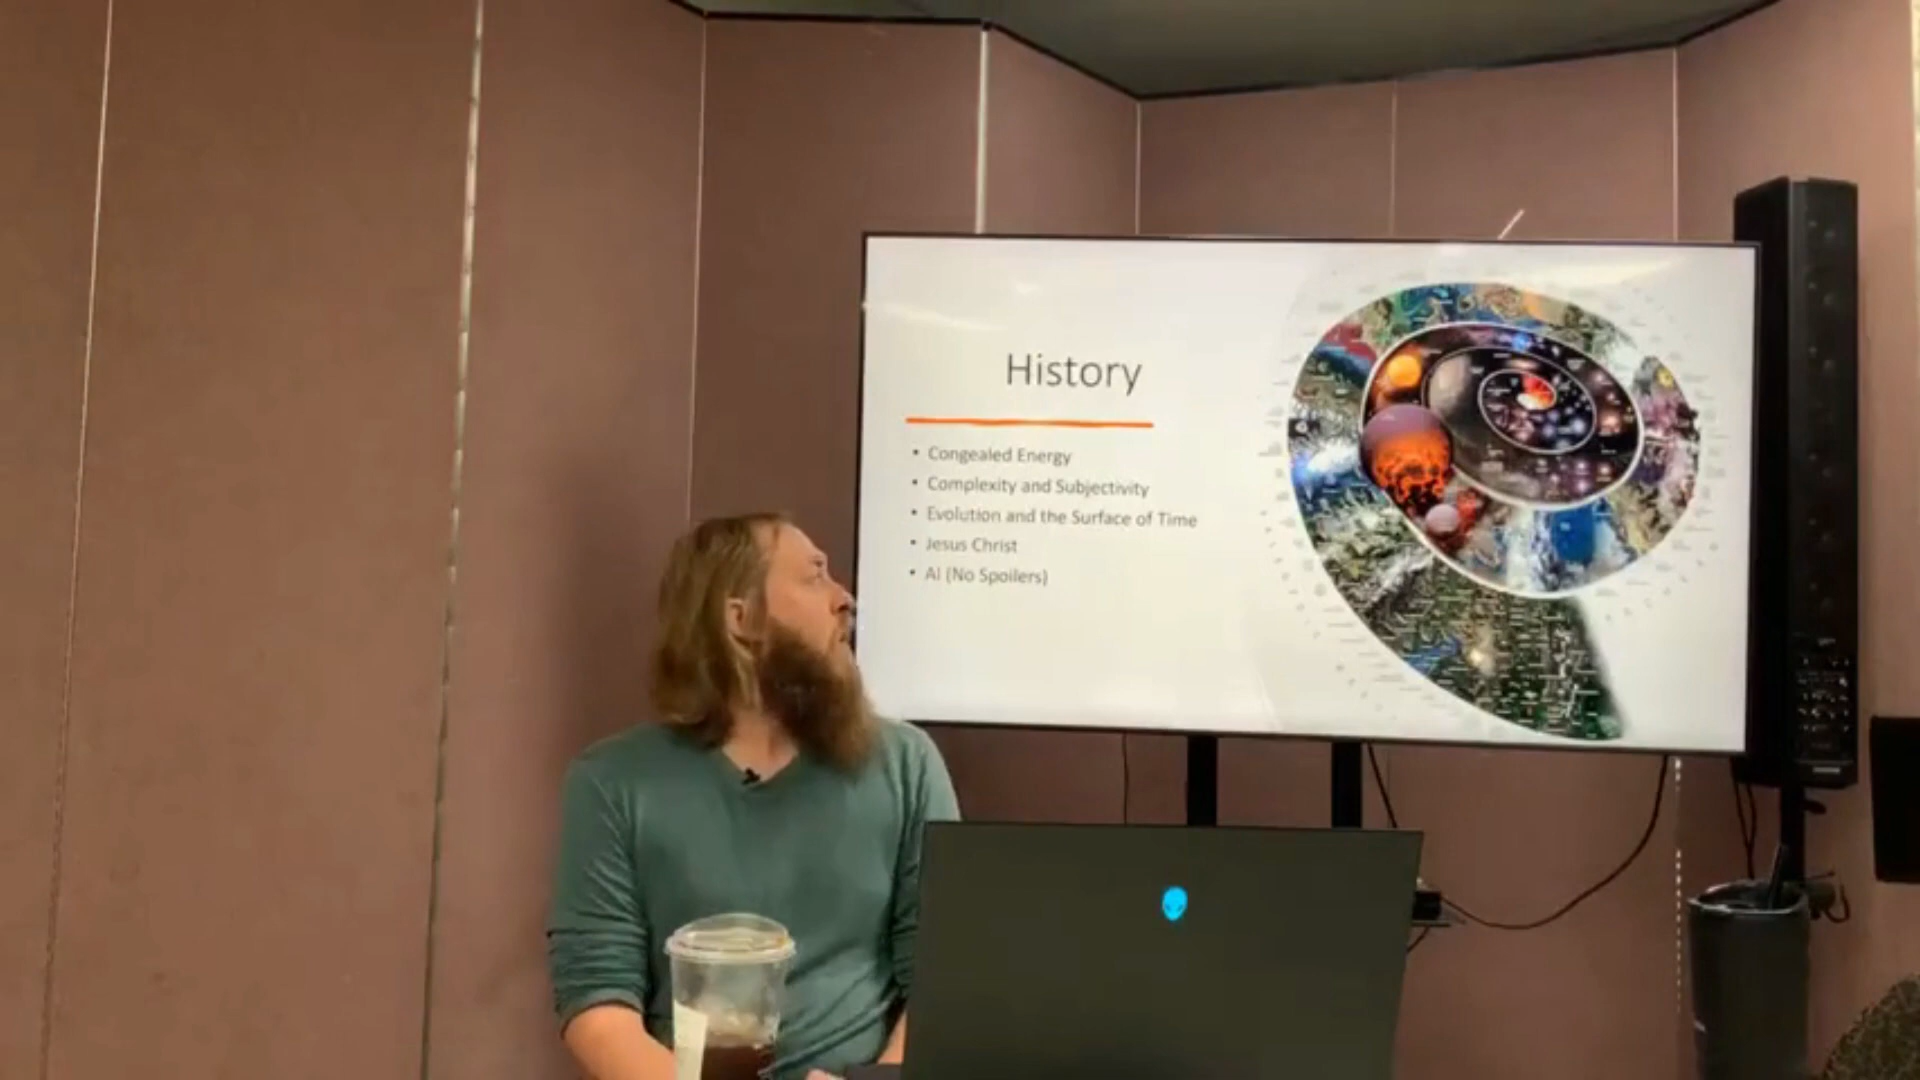 History
• Congealed Energy
• Complexity and Subjectivity
• Evolution and the Surface of Time
• Jesus Christ
• AI (No Spoilers)